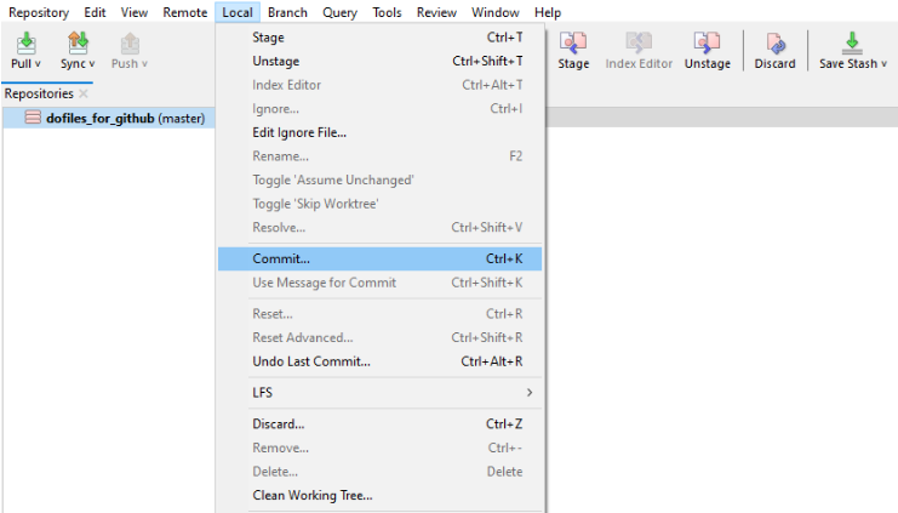 Repository Edit View Remote Local Branch Query Tools Review Window Help
Pull Sync Push Stage Index Editor Unstage Discard Save Stash
Repositories
dofiles_for_github (master)
Stage Ctrl+T
Unstage Ctrl+Shift+T
Index Editor Ctrl+Alt+T
Ignore... Ctrl+I
Edit Ignore File...
Rename... F2
Toggle 'Assume Unchanged'
Toggle 'Skip Worktree'
Resolve... Ctrl+Shift+V
Commit... Ctrl+K
Use Message for Commit Ctrl+Shift+K
Reset... Ctrl+R
Reset Advanced... Ctrl+Shift+R
Undo Last Commit... Ctrl+Alt+R
LFS
Discard... Ctrl+Z
Remove... Ctrl+-
Delete... Delete
Clean Working Tree...